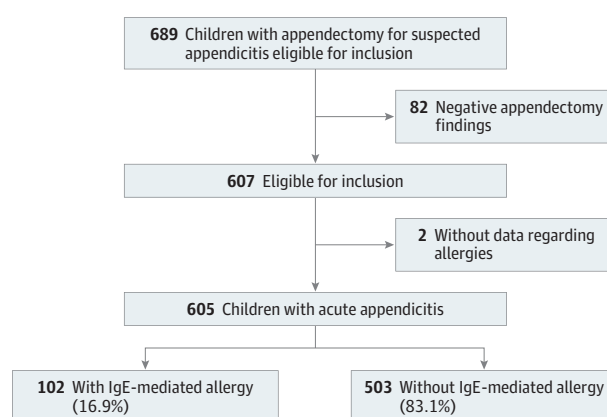 689 Children with appendectomy for suspected
appendicitis eligible for inclusion
82 Negative appendectomy
findings
607 Eligible for inclusion
2 Without data regarding
allergies
605 Children with acute appendicitis
102 With IgE-mediated allergy
(16.9%)
503 Without IgE-mediated allergy
(83.1%)